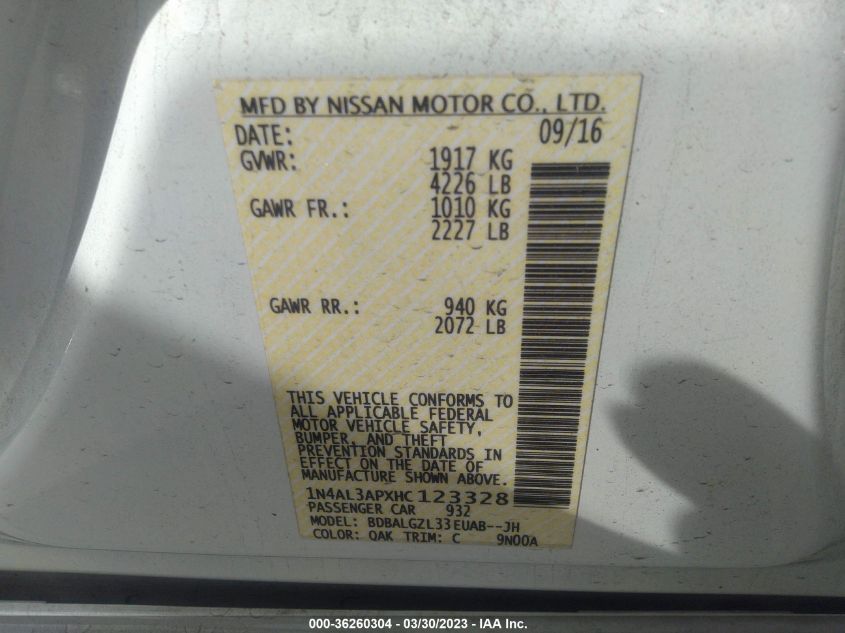 MFD BY NISSAN MOTOR CO., LTD.
DATE: 09/16
GVWR: 1917 KG
4226 LB
GAWR FR.: 1010 KG
2227 LB
GAWR RR.: 940 KG
2072 LB
THIS VEHICLE CONFORMS TO
ALL APPLICABLE FEDERAL
MOTOR VEHICLE SAFETY,
BUMPER, AND THEFT
PREVENTION STANDARDS IN
EFFECT ON THE DATE OF
MANUFACTURE SHOWN ABOVE.
1N4AL3APXHC123328
PASSENGER CAR 932
MODEL: BDBALGZL33EUAB--JH
COLOR: QAK TRIM: C 9N00A
000-36260304 - 03/30/2023 - IAA Inc.